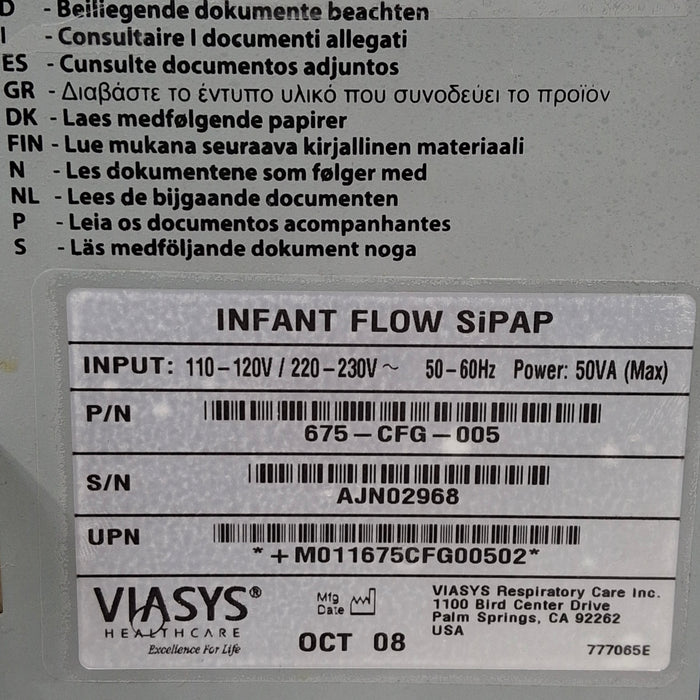 D - Beiliegende dokumente beachten
I - Consultaire I documenti allegati
ES - Cunsulte documentos adjuntos
GR - Διαβάστε το έντυπο υλικό που συνοδεύει το προϊόν
DK - Laes medfølgende papirer
FIN - Lue mukana seuraava kirjallinen materiaali
N - Les dokumentene som følger med
NL - Lees de bijgaande documenten
P - Leia os documentos acompanhantes
S - Läs medföljande dokument noga
INFANT FLOW SiPAP
INPUT: 110-120V / 220-230V ~ 50-60Hz Power: 50VA (Max)
P/N
675-CFG-005
S/N
AJN02968
UPN
*+M011675CFG00502*
VIASYS®
HEALTHCARE
Excellence For Life
Mfg
Date
OCT 08
VIASYS Respiratory Care Inc.
1100 Bird Center Drive
Palm Springs, CA 92262
USA
777065E